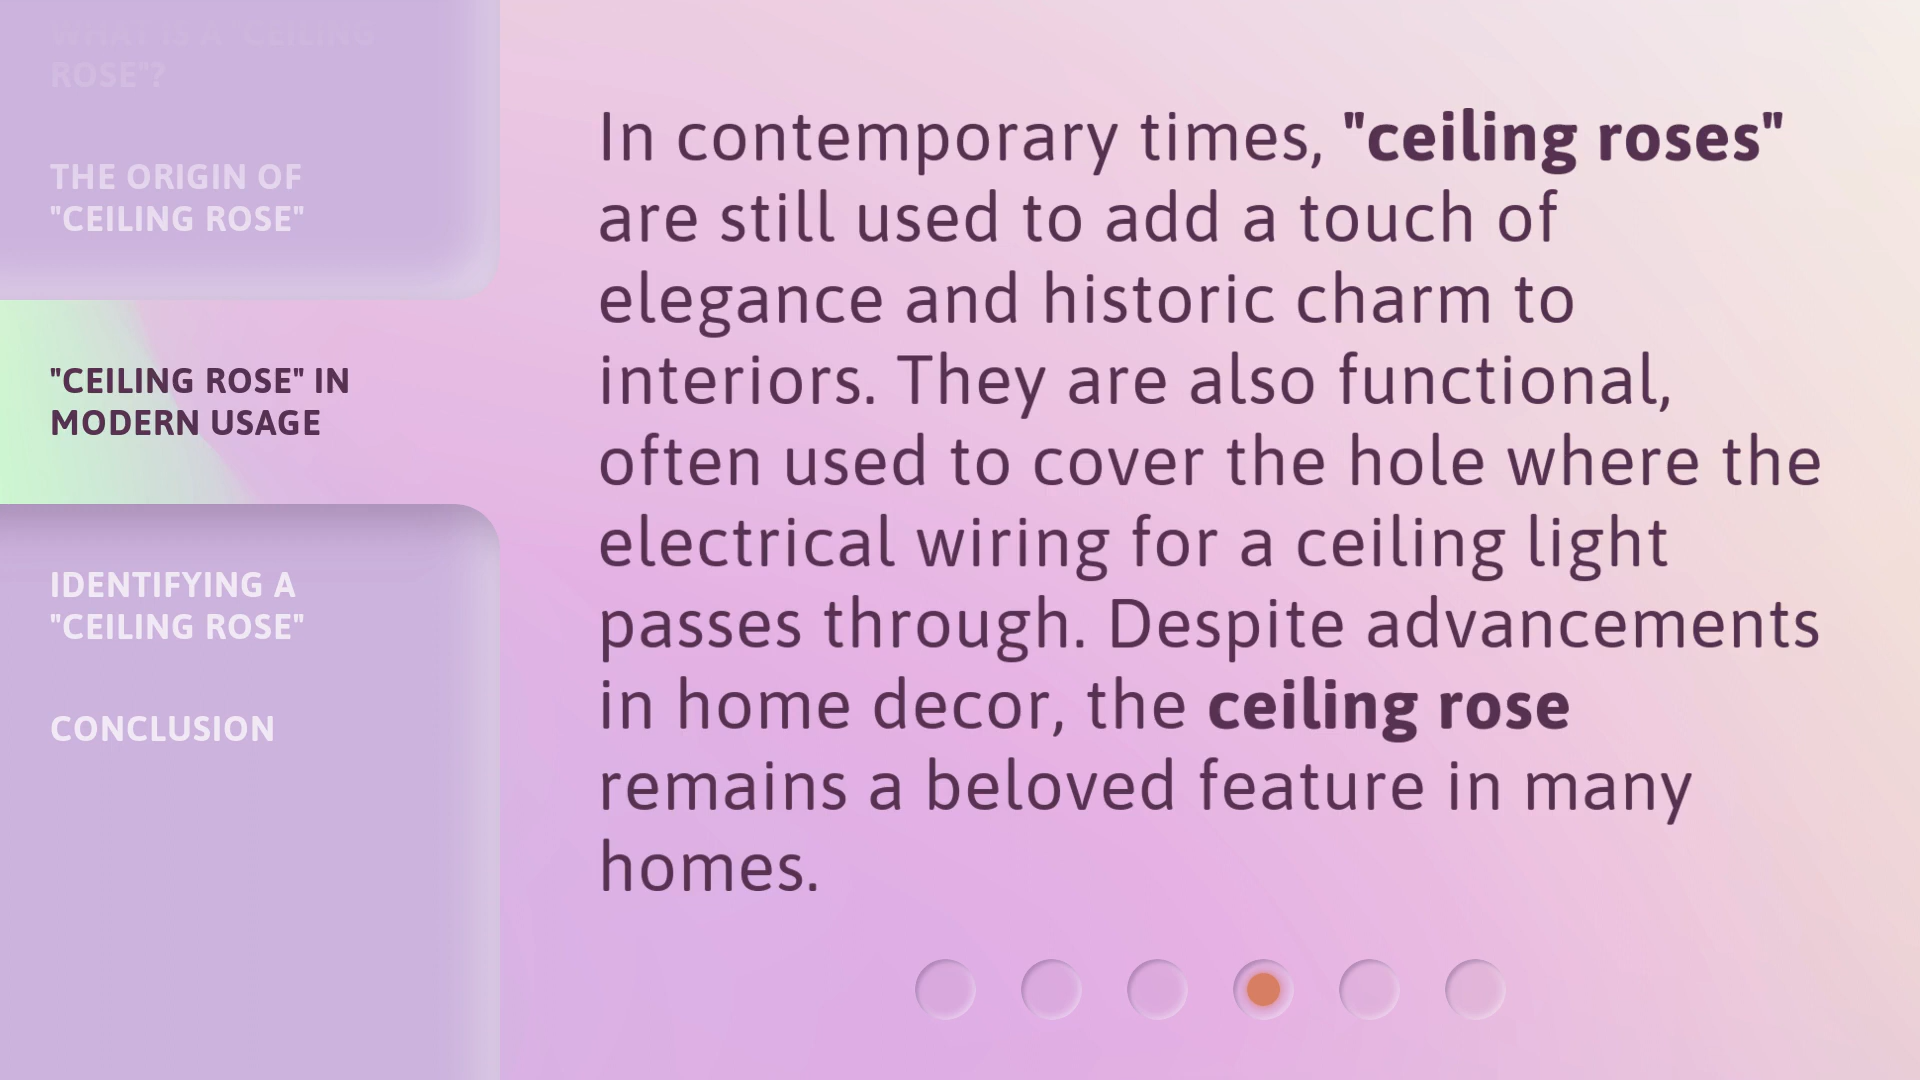 WHAT IS A "CEILING
ROSE"?
THE ORIGIN OF
"CEILING ROSE"
"CEILING ROSE" IN
MODERN USAGE
IDENTIFYING A
"CEILING ROSE"
CONCLUSION
In contemporary times, "ceiling roses"
are still used to add a touch of
elegance and historic charm to
interiors. They are also functional,
often used to cover the hole where the
electrical wiring for a ceiling light
passes through. Despite advancements
in home decor, the ceiling rose
remains a beloved feature in many
homes.